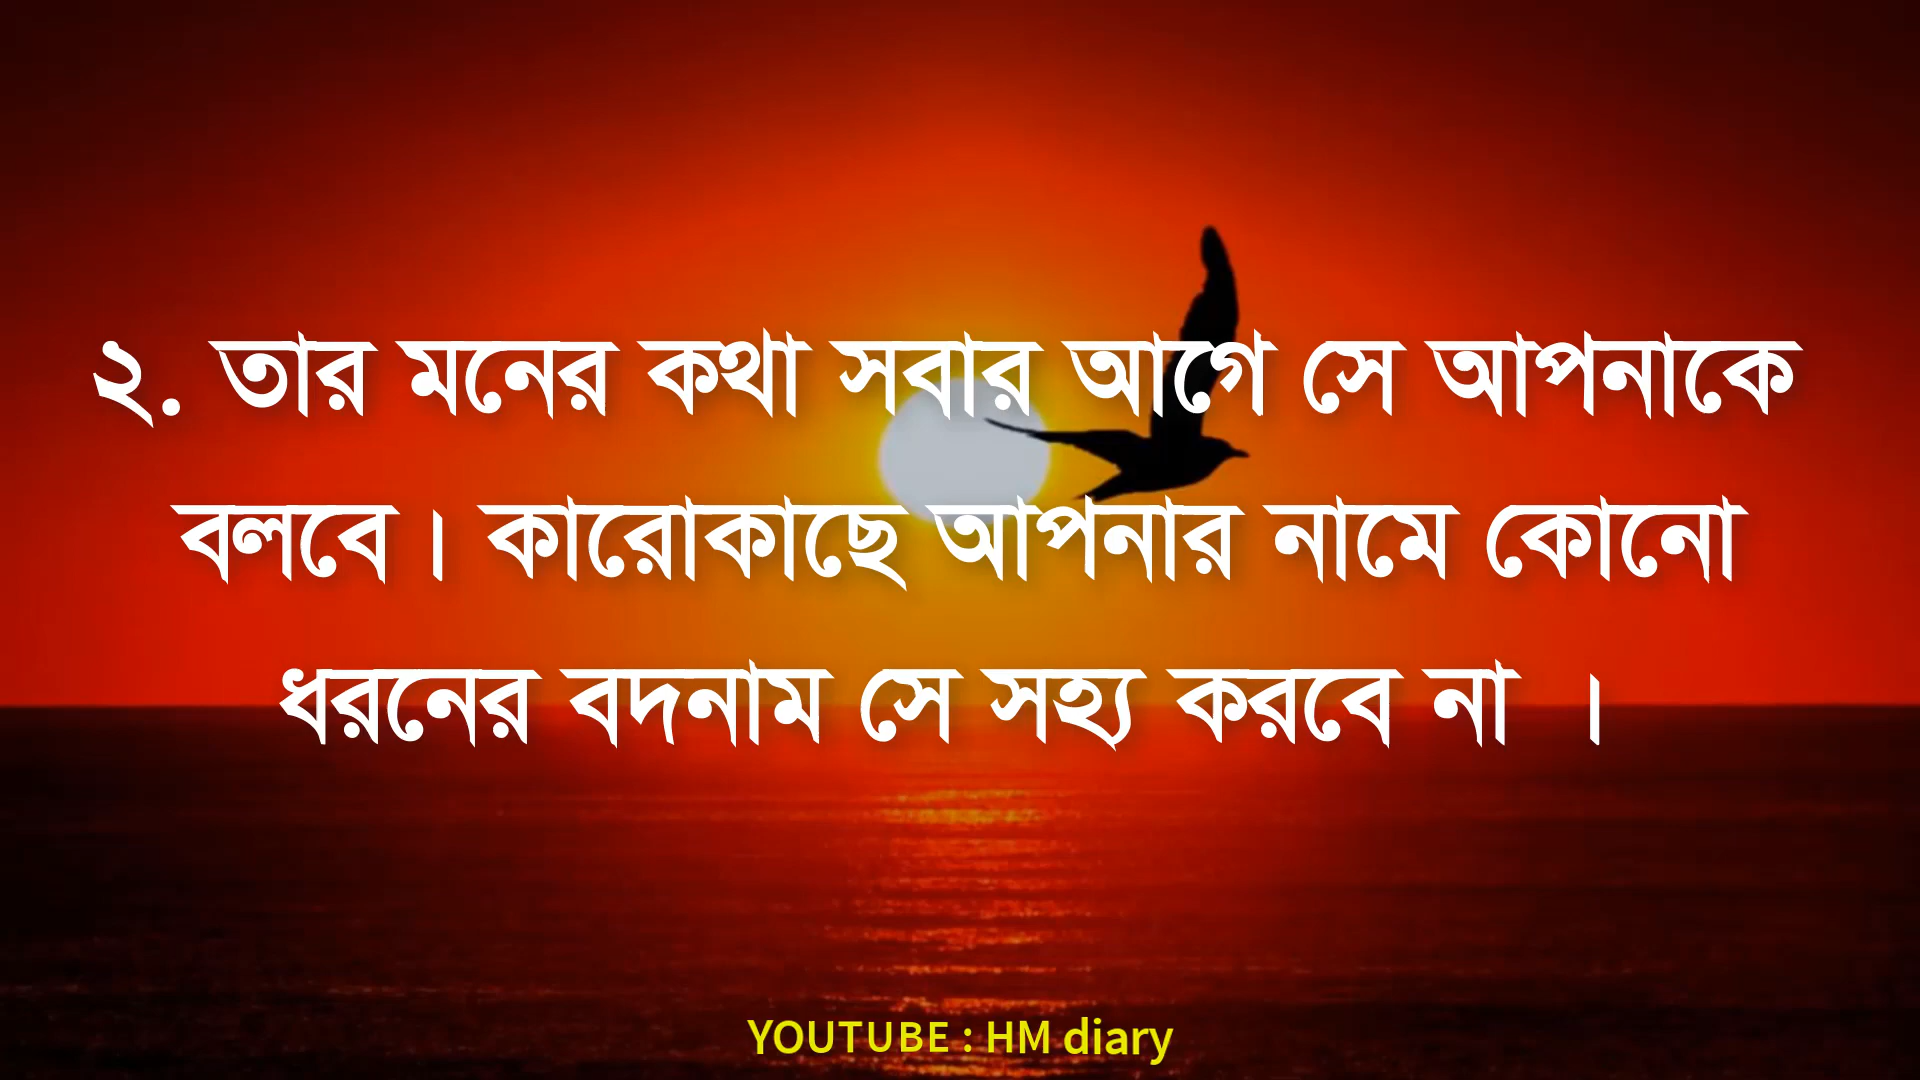 ২. তার মনের কথা সবার আগে সে আপনাকে
বলবে। কারোকাছে আপনার নামে কোনো
ধরনের বদনাম সে সহ্য করবে না ।
YOUTUBE : HM diary